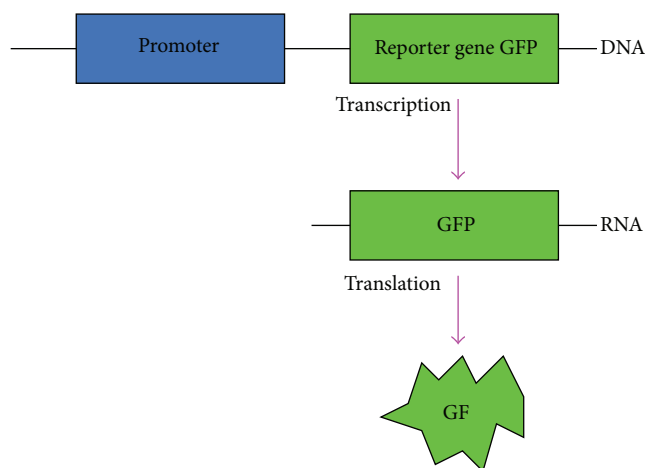 Promoter
Reporter gene GFP
DNA
Transcription
GFP
RNA
Translation
GF